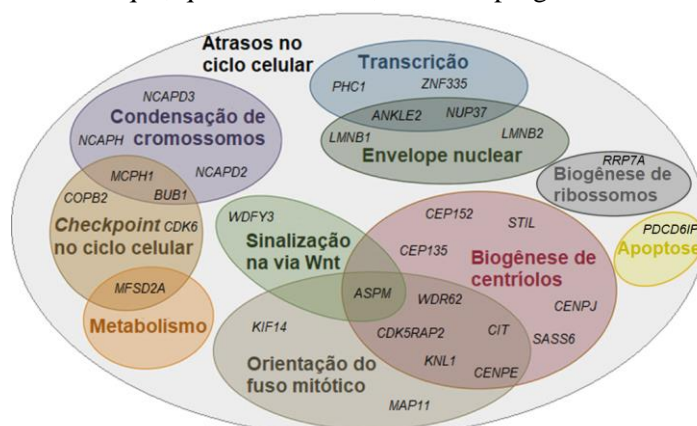 Atrasos no
ciclo celular
Transcrição
PHC1
ZNF335
ANKLE2
NUP37
LMNB1
LMNB2
Envelope nuclear
NCAPD3
Condensação de
cromossomos
NCAPH
NCAPD2
MCPH1
BUB1
COPB2
Checkpoint
CDK6
no ciclo celular
MFSD2A
Metabolismo
RRP7A
Biogênese de
ribossomos
PDCD6IP
Apoptose
WDFY3
Sinalização
na via Wnt
CEP152
STIL
CEP135
Biogênese de
centríolos
ASPM
WDR62
CENPJ
CDK5RAP2
CIT
SASS6
KNL1
CENPE
KIF14
Orientação do
fuso mitótico
MAP11